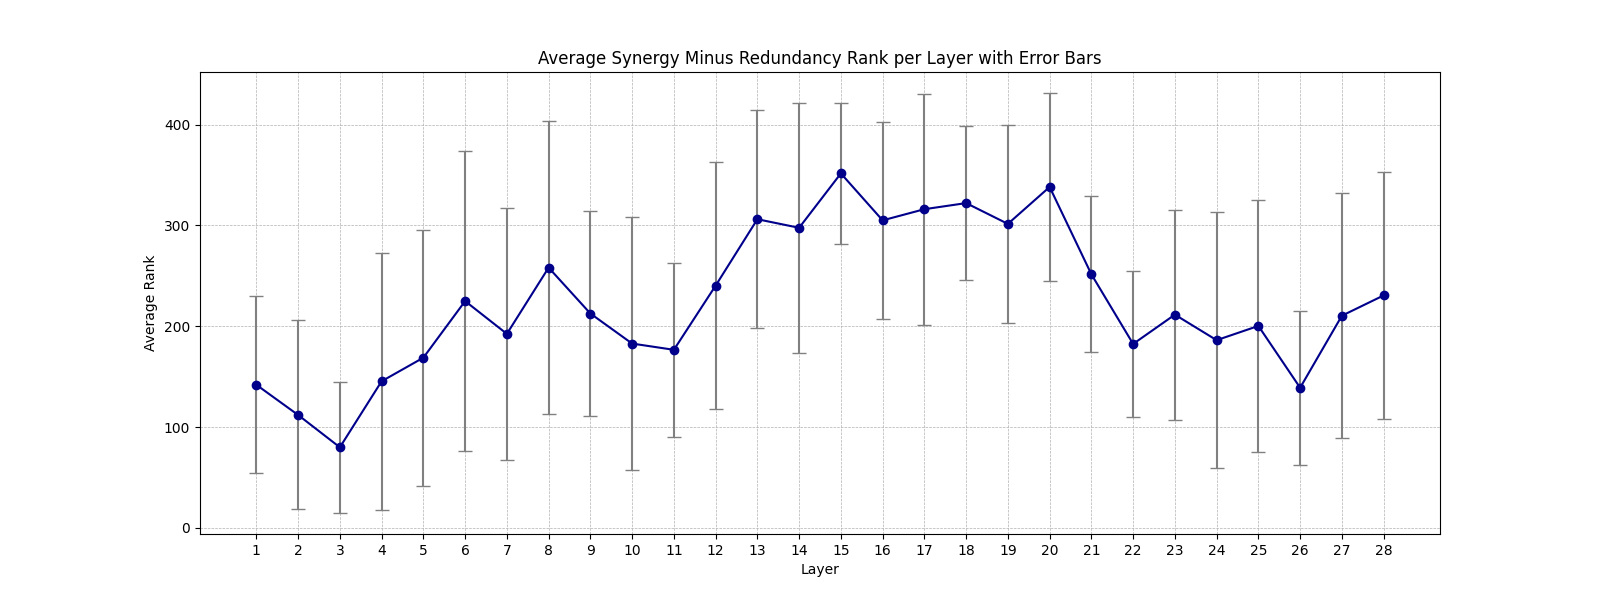 Average Synergy Minus Redundancy Rank per Layer with Error Bars
Average Rank
400
300
200
100
0
1 2 3 4 5 6 7 8 9 10 11 12 13 14 15 16 17 18 19 20 21 22 23 24 25 26 27 28
Layer